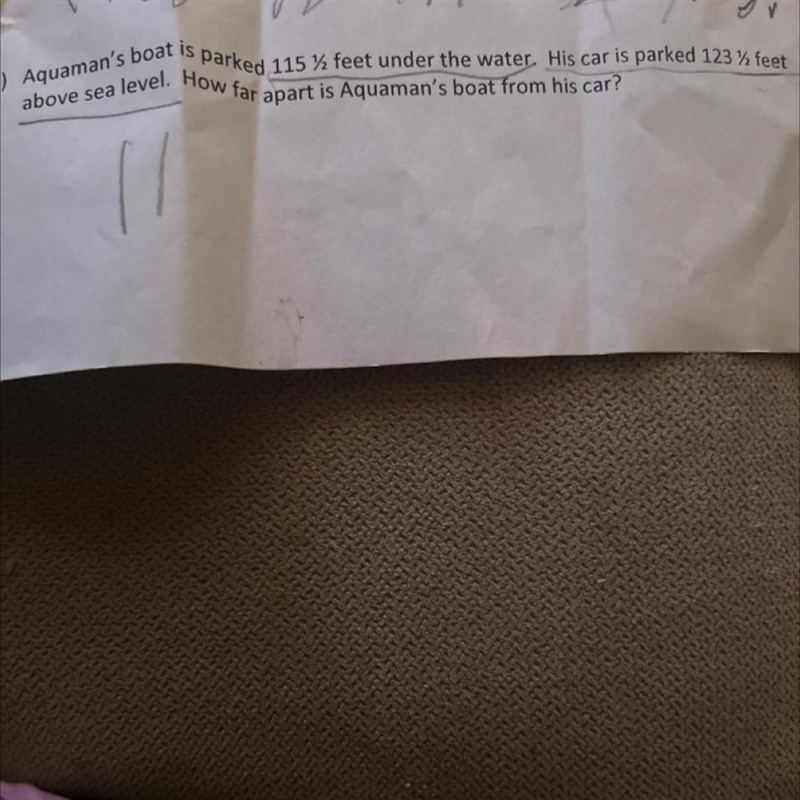 ) Aquaman's boat is parked 115 ½ feet under the water. His car is parked 123 ½ feet
above sea level. How far apart is Aquaman's boat from his car?
11